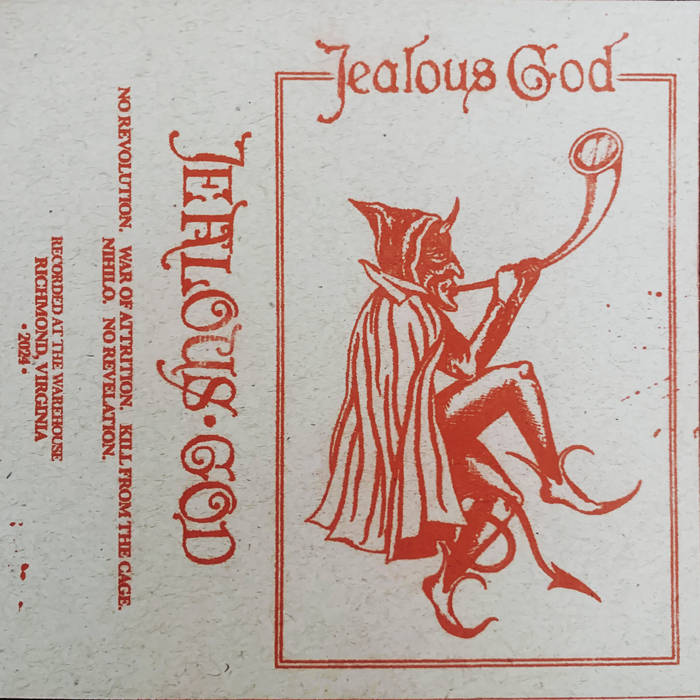 Jealous God
JEALOUS · GOD
NO REVOLUTION. WAR OF ATTRITION. KILL FROM THE CAGE.
NIHILO. NO REVELATION.
RECORDED AT THE WAREHOUSE
RICHMOND, VIRGINIA
• 2024 •